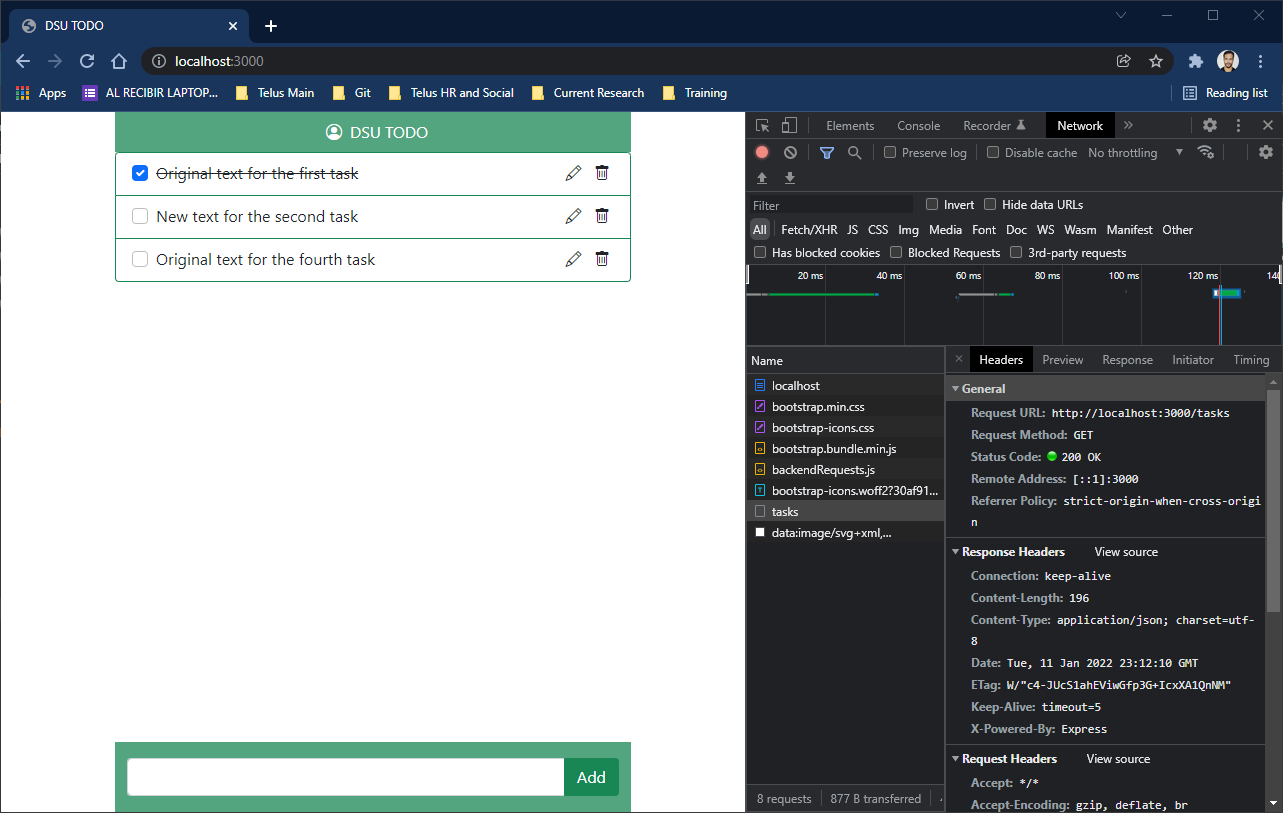 DSU TODO
localhost:3000
Apps AL RECIBIR LAPTOP... Telus Main Git Telus HR and Social Current Research Training Reading list
DSU TODO
Original text for the first task
New text for the second task
Original text for the fourth task
Add
Elements Console Recorder Network
Preserve log Disable cache No throttling
Filter Invert Hide data URLs
All Fetch/XHR JS CSS Img Media Font Doc WS Wasm Manifest Other
Has blocked cookies Blocked Requests 3rd-party requests
20 ms 40 ms 60 ms 80 ms 100 ms 120 ms 140
Name
localhost
bootstrap.min.css
bootstrap-icons.css
bootstrap.bundle.min.js
backendRequests.js
bootstrap-icons.woff2?30af91...
tasks
data:image/svg+xml,...
8 requests 877 B transferred
Headers Preview Response Initiator Timing
General
Request URL: http://localhost:3000/tasks
Request Method: GET
Status Code: 200 OK
Remote Address: [::1]:3000
Referrer Policy: strict-origin-when-cross-origi
n
Response Headers View source
Connection: keep-alive
Content-Length: 196
Content-Type: application/json; charset=utf-
8
Date: Tue, 11 Jan 2022 23:12:10 GMT
ETag: W/"c4-JUcS1ahEViwGfp3G+IcxXA1QnNM"
Keep-Alive: timeout=5
X-Powered-By: Express
Request Headers View source
Accept: */*
Accept-Encoding: gzip, deflate, br